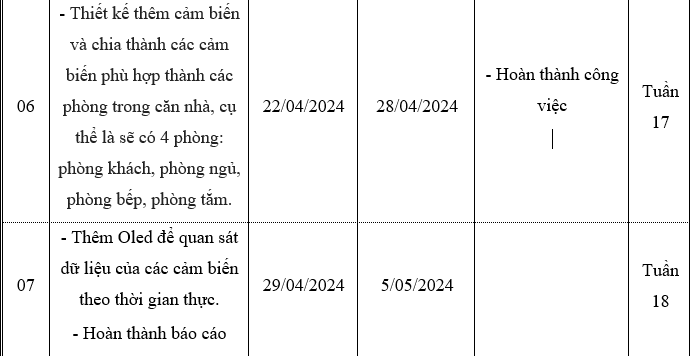 - Thiết kế thêm cảm biến
và chia thành các cảm
biến phù hợp thành các
phòng trong căn nhà, cụ
thể là sẽ có 4 phòng:
phòng khách, phòng ngủ,
phòng bếp, phòng tắm.
06
22/04/2024
28/04/2024
- Hoàn thành công
việc
Tuần
17
- Thêm Oled để quan sát
dữ liệu của các cảm biến
theo thời gian thực.
- Hoàn thành báo cáo
07
29/04/2024
5/05/2024
Tuần
18